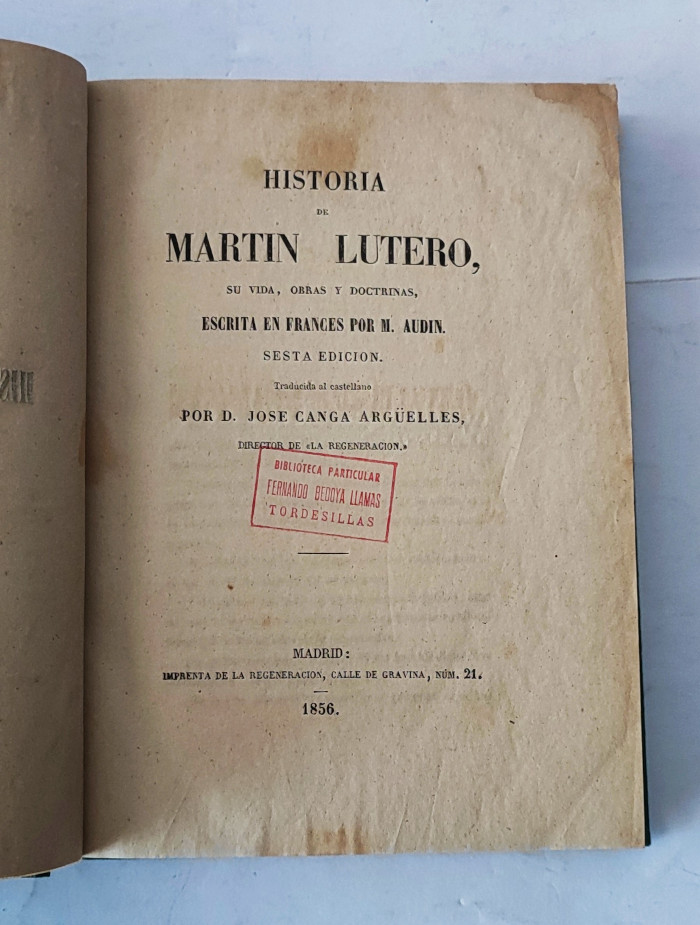 HISTORIA
DE
MARTIN LUTERO,
SU VIDA, OBRAS Y DOCTRINAS,
ESCRITA EN FRANCES POR M. AUDIN.
SESTA EDICION.
Traducida al castellano
POR D. JOSE CANGA ARGÜELLES,
DIRECTOR DE «LA REGENERACION.»
BIBLIOTECA PARTICULAR
FERNANDO BEDOYA LLAMAS
TORDESILLAS
MADRID:
IMPRENTA DE LA REGENERACION, CALLE DE GRAVINA, NÚM. 21.
1856.